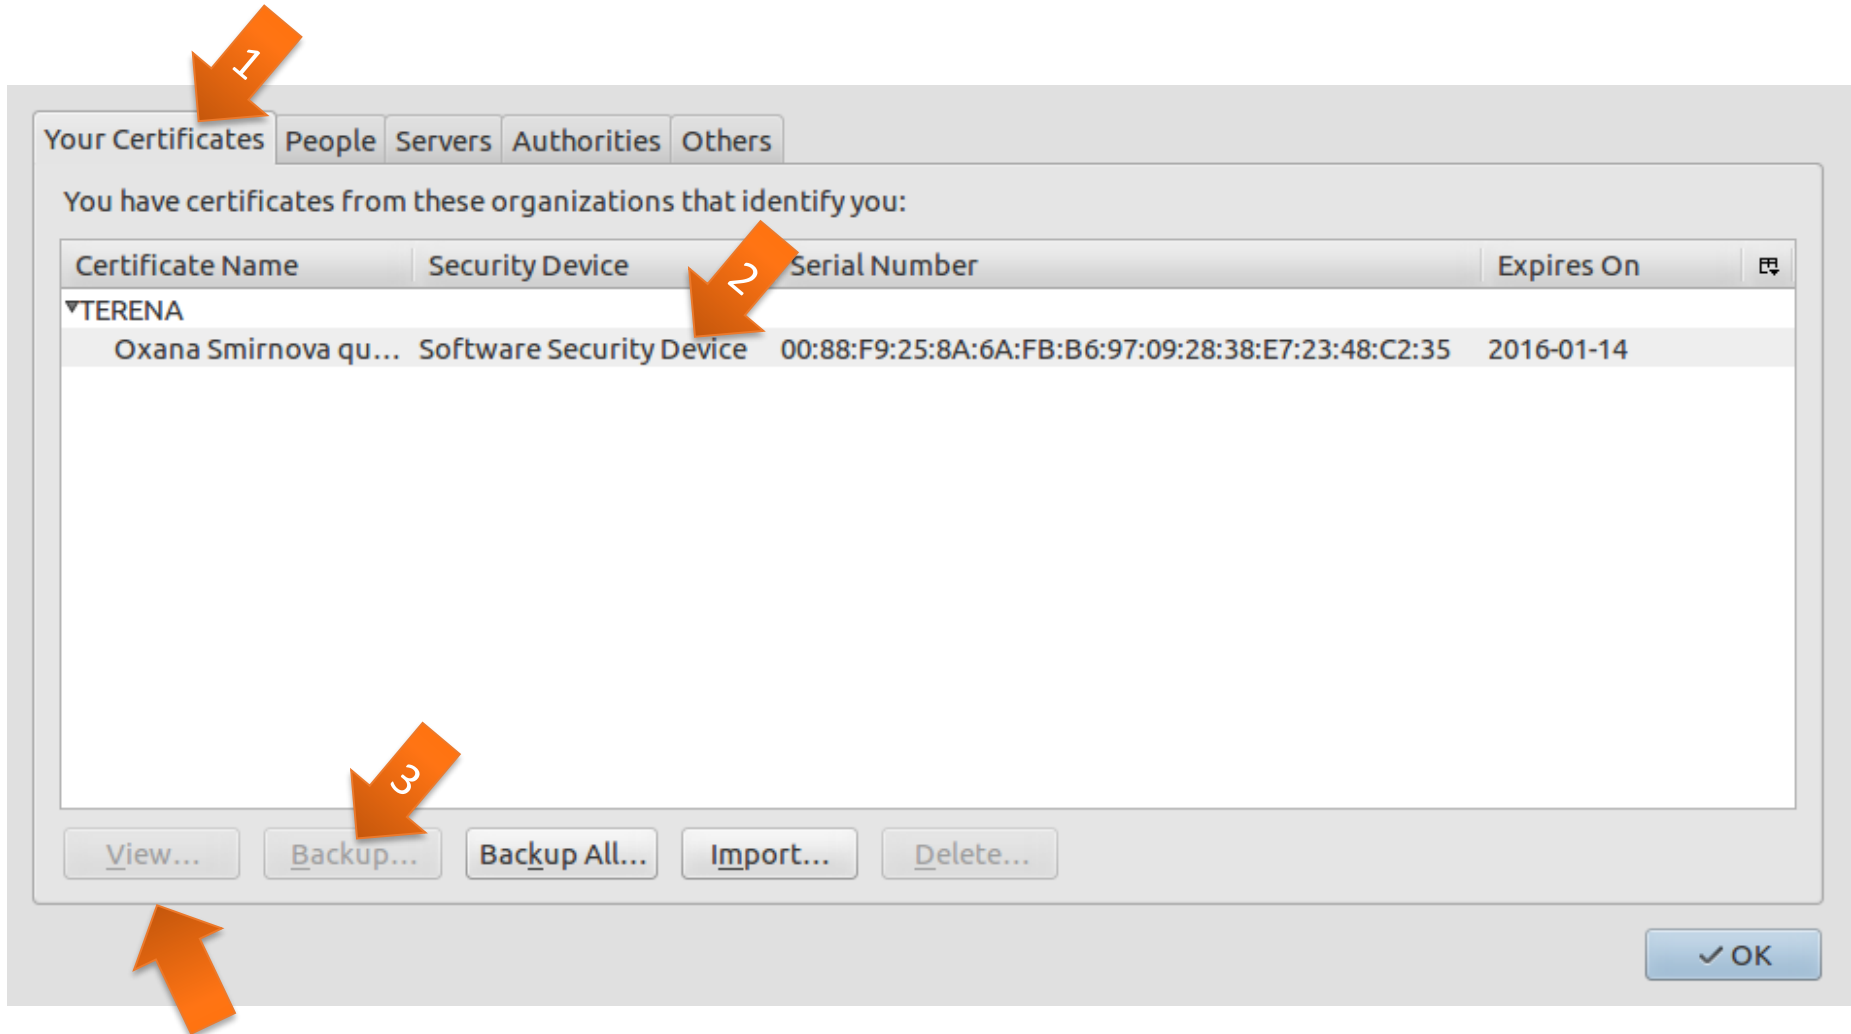 1
Your Certificates People Servers Authorities Others
You have certificates from these organizations that identify you:
Certificate Name Security Device 2 Serial Number Expires On
TERENA
Oxana Smirnova qu... Software Security Device 00:88:F9:25:8A:6A:FB:B6:97:09:28:38:E7:23:48:C2:35 2016-01-14
3
View... Backup... Backup All... Import... Delete...
OK